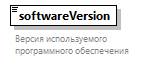 softwareVersion
Версия используемого
программного обеспечения